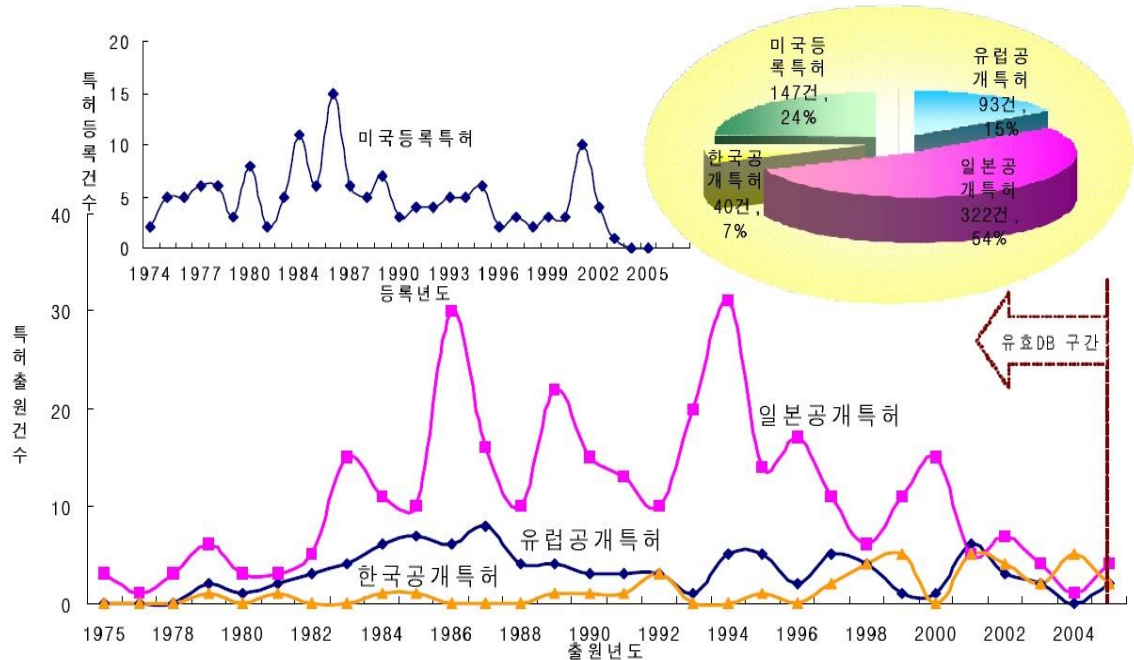 특허등록건수
20
15
10
5
0
미국등록특허
1974 1977 1980 1984 1987 1990 1993 1996 1999 2002 2005
등록년도
미국등
록특허
147건,
24%
유럽공
개특허
93건,
15%
한국공
개특허
40건,
7%
일본공
개특허
322건,
54%
특허출원건수
40
30
20
10
0
유효DB 구간
일본공개특허
유럽공개특허
한국공개특허
1975 1978 1980 1982 1984 1986 1988 1990 1992 1994 1996 1998 2000 2002 2004
출원년도